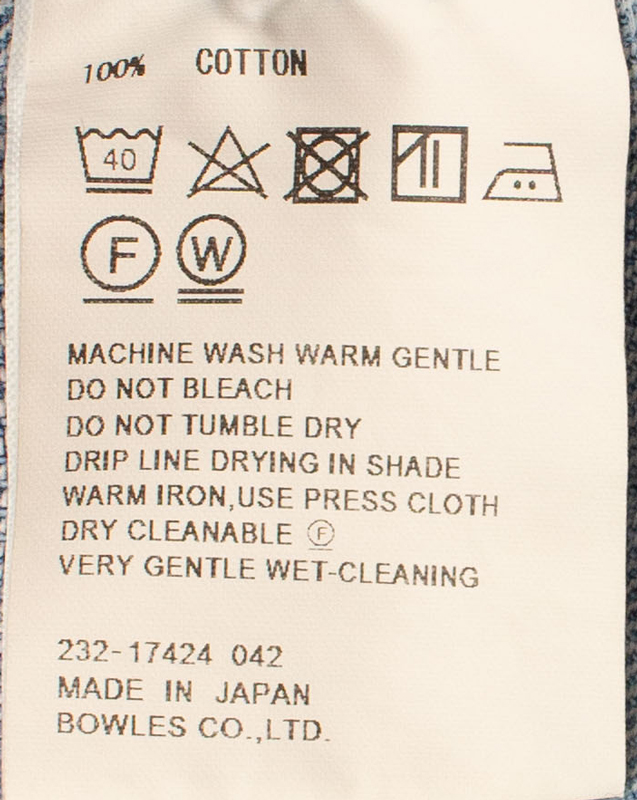 100% COTTON
40
F W
MACHINE WASH WARM GENTLE
DO NOT BLEACH
DO NOT TUMBLE DRY
DRIP LINE DRYING IN SHADE
WARM IRON,USE PRESS CLOTH
DRY CLEANABLE Ⓕ
VERY GENTLE WET-CLEANING
232-17424 042
MADE IN JAPAN
BOWLES CO.,LTD.